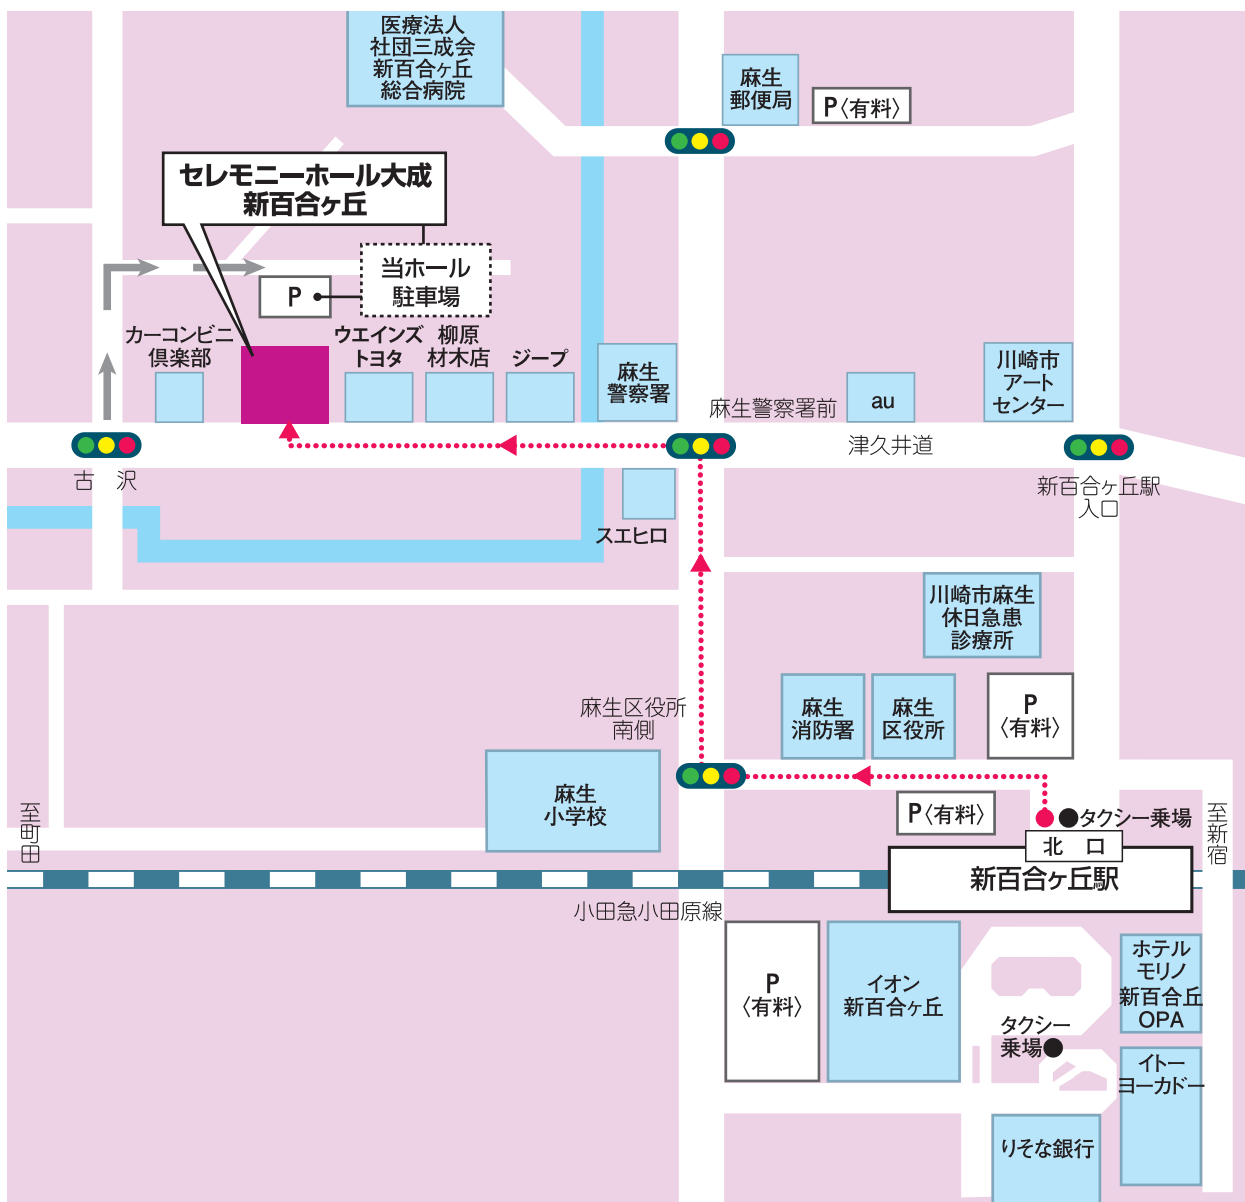 医療法人
社団三成会
新百合ヶ丘
総合病院
麻生
郵便局
P〈有料〉
セレモニーホール大成
新百合ヶ丘
当ホール
駐車場
P
カーコンビニ
倶楽部
ウエインズ
トヨタ
柳原
材木店
ジープ
麻生
警察署
麻生警察署前
au
川崎市
アート
センター
津久井道
古 沢
新百合ヶ丘駅
入口
スエヒロ
川崎市麻生
休日急患
診療所
麻生区役所
南側
麻生
消防署
麻生
区役所
P
〈有料〉
麻生
小学校
P〈有料〉
タクシー乗場
至町田
至新宿
北 口
新百合ヶ丘駅
小田急小田原線
P
〈有料〉
イオン
新百合ヶ丘
ホテル
モリノ
新百合丘
OPA
タクシー
乗場
イトー
ヨーカドー
りそな銀行